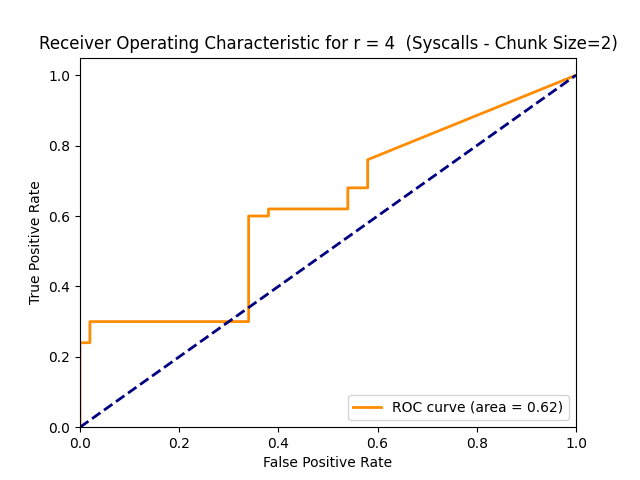 Receiver Operating Characteristic for r = 4  (Syscalls - Chunk Size=2)
1.0
0.8
0.6
0.4
0.2
0.0
True Positive Rate
ROC curve (area = 0.62)
0.0 0.2 0.4 0.6 0.8 1.0
False Positive Rate